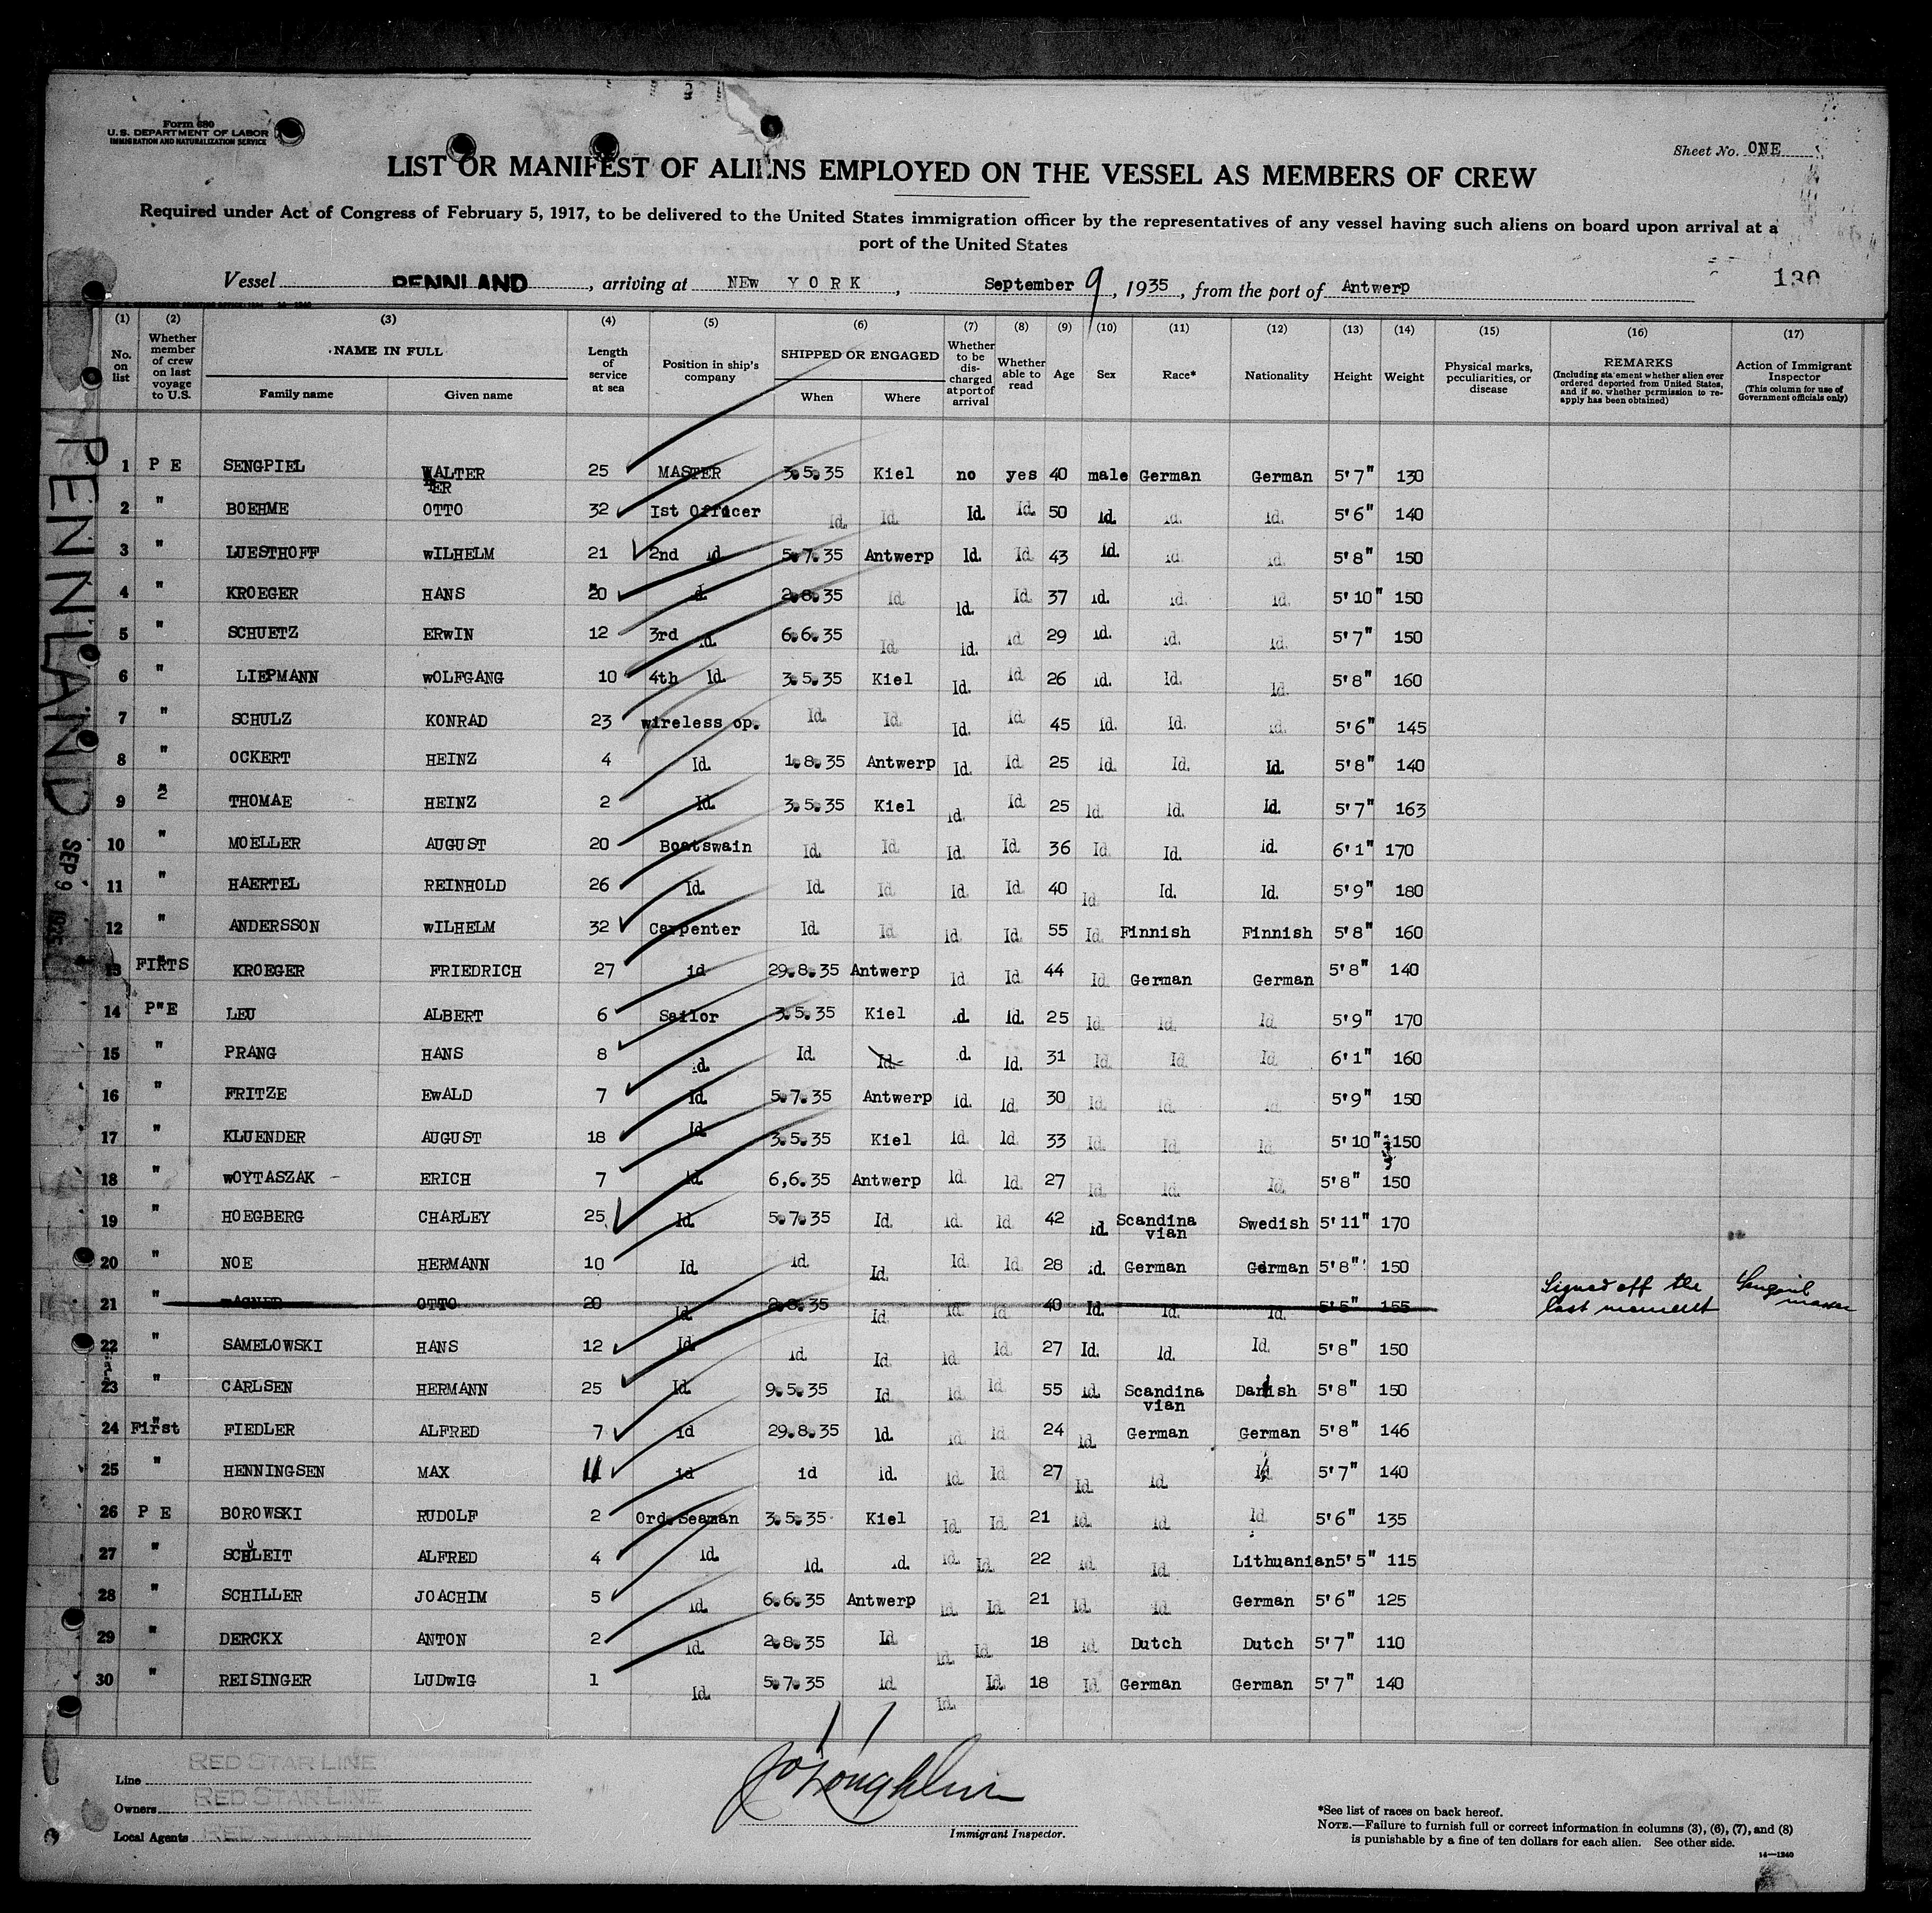 Form 680
U.S. DEPARTMENT OF LABOR
IMMIGRATION AND NATURALIZATION SERVICE
Sheet No. ONE
LIST OR MANIFEST OF ALIENS EMPLOYED ON THE VESSEL AS MEMBERS OF CREW
Required under Act of Congress of February 5, 1917, to be delivered to the United States immigration officer by the representatives of any vessel having such aliens on board upon arrival at a
port of the United States
Vessel PENNLAND, arriving at NEW YORK, September 9, 1935, from the port of Antwerp
130
(1) No. on list (2) Whether member of crew on last voyage to U.S. (3) NAME IN FULL Family name Given name (4) Length of service at sea (5) Position in ship's company (6) SHIPPED OR ENGAGED When Where (7) Whether to be discharged at port of arrival (8) Whether able to read (9) Age (10) Sex (11) Race* (12) Nationality (13) Height (14) Weight (15) Physical marks, peculiarities, or disease (16) REMARKS (Including statement whether alien ever ordered deported from United States, and if so, whether permission to reapply has been obtained) (17) Action of Immigrant Inspector (This column for use of Government officials only)
PENNLAND
SEP 9 1935
1 P E SENGPIEL WALTER 25 MASTER 3.5.35 Kiel no yes 40 male German German 5'7" 130
TER
2 " BOEHME OTTO 32 Ist Officer Id. Id. Id. Id. 50 Id. Id. Id. 5'6" 140
3 " LUESTHOFF WILHELM 21 2nd Id. 5.7.35 Antwerp Id. Id. 43 Id. Id. Id. 5'8" 150
4 " KROEGER HANS 20 d. 2.8.35 Id. Id. Id. 37 Id. Id. Id. 5'10" 150
5 " SCHUETZ ERWIN 12 3rd Id. 6.6.35 Id. Id. Id. 29 Id. Id. Id. 5'7" 150
6 " LIEPMANN WOLFGANG 10 4th Id. 3.5.35 Kiel Id. Id. 26 Id. Id. Id. 5'8" 160
7 " SCHULZ KONRAD 23 wireless op. Id. Id. Id. Id. 45 Id. Id. Id. 5'6" 145
8 " OCKERT HEINZ 4 Id. 1.8.35 Antwerp Id. Id. 25 Id. Id. Id. 5'8" 140
9 " 2 THOMAE HEINZ 2 Id. 3.5.35 Kiel Id. Id. 25 Id. Id. Id. 5'7" 163
10 " MOELLER AUGUST 20 Boatswain Id. Id. Id. Id. 36 Id. Id. Id. 6'1" 170
11 " HAERTEL REINHOLD 26 Id. Id. Id. Id. Id. 40 Id. Id. Id. 5'9" 180
12 " ANDERSSON WILHELM 32 Carpenter Id. Id. Id. Id. 55 Id. Finnish Finnish 5'8" 160
13 FIRTS KROEGER FRIEDRICH 27 id 29.8.35 Antwerp Id. Id. 44 Id. German German 5'8" 140
14 P"E LEU ALBERT 6 Sailor 3.5.35 Kiel d. Id. 25 Id. Id. Id. 5'9" 170
15 " PRANG HANS 8 id. Id. Id. d. Id. 31 Id. Id. Id. 6'1" 160
16 " FRITZE EWALD 7 Id. 5.7.35 Antwerp Id. Id. 30 Id. Id. Id. 5'9" 150
17 " KLUENDER AUGUST 18 Id. 3.5.35 Kiel Id. Id. 33 Id. Id. Id. 5'10" 150
18 " WOYTASZAK ERICH 7 Id. 6,6.35 Antwerp Id. Id. 27 Id. Id. Id. 5'8" 150
19 " HOEGBERG CHARLEY 25 Id. 5.7.35 Id. Id. Id. 42 Id. Scandina vian Swedish 5'11" 170
20 " NOE HERMANN 10 Id. Id. Id. Id. Id. 28 Id. German German 5'8" 150
21 " WAGNER OTTO 20 Id. 2.8.35 Id. Id. Id. 40 Id. Id. Id. 5'5" 155 Signed off the last moment Sengpiel master
22 " SAMELOWSKI HANS 12 Id. Id. Id. Id. Id. 27 Id. Id. Id. 5'8" 150
23 " CARLSEN HERMANN 25 Id. 9.5.35 Id. Id. Id. 55 Id. Scandina vian Danish 5'8" 150
24 First " FIEDLER ALFRED 7 id 29.8.35 Id. Id. Id. 24 Id. German German 5'8" 146
25 " HENNINGSEN MAX 11 id id Id. Id. Id. 27 Id. Id. Id. 5'7" 140
26 P E BOROWSKI RUDOLF 2 Ord. Seaman 3.5.35 Kiel Id. Id. 21 Id. Id. Id. 5'6" 135
27 " ALFRED 4 Id. Id. Id. Id. Id. 22 Id. Id. Lithuanian 5'5" 115
28 " SCHILLER JOACHIM 5 Id. 6.6.35 Antwerp Id. Id. 21 Id. Id. German 5'6" 125
29 " DERCKX ANTON 2 Id. 2.8.35 Id. Id. Id. 18 Id. Dutch Dutch 5'7" 110
30 " REISINGER LUDWIG 1 Id. 5.7.35 Id. Id. Id. 18 Id. German German 5'7" 140
Line RED STAR LINE
Owners RED STAR LINE
Local Agents RED STAR LINE
Immigrant Inspector.
*See list of races on back hereof.
NOTE.—Failure to furnish full or correct information in columns (3), (6), (7), and (8)
is punishable by a fine of ten dollars for each alien. See other side.
14—1240